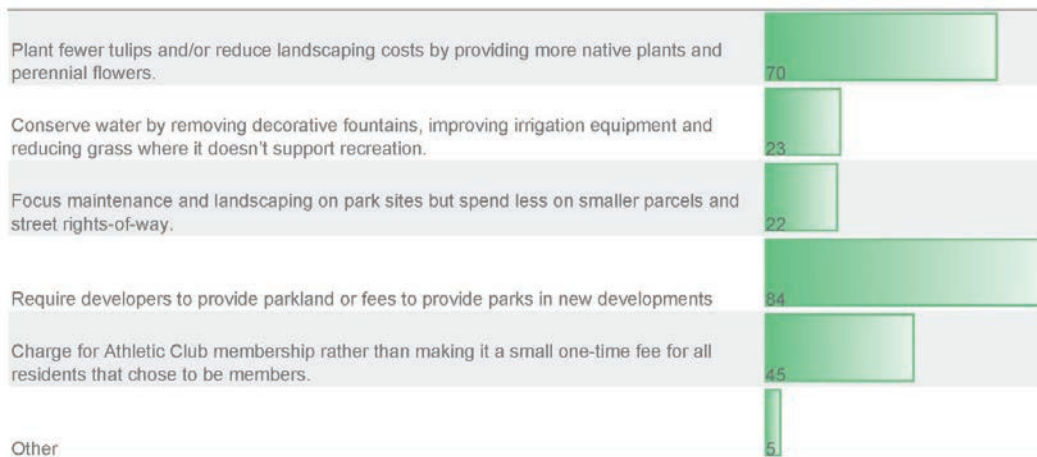 Plant fewer tulips and/or reduce landscaping costs by providing more native plants and
perennial flowers.
70
Conserve water by removing decorative fountains, improving irrigation equipment and
reducing grass where it doesn't support recreation.
23
Focus maintenance and landscaping on park sites but spend less on smaller parcels and
street rights-of-way.
22
Require developers to provide parkland or fees to provide parks in new developments
84
Charge for Athletic Club membership rather than making it a small one-time fee for all
residents that chose to be members.
45
Other
5